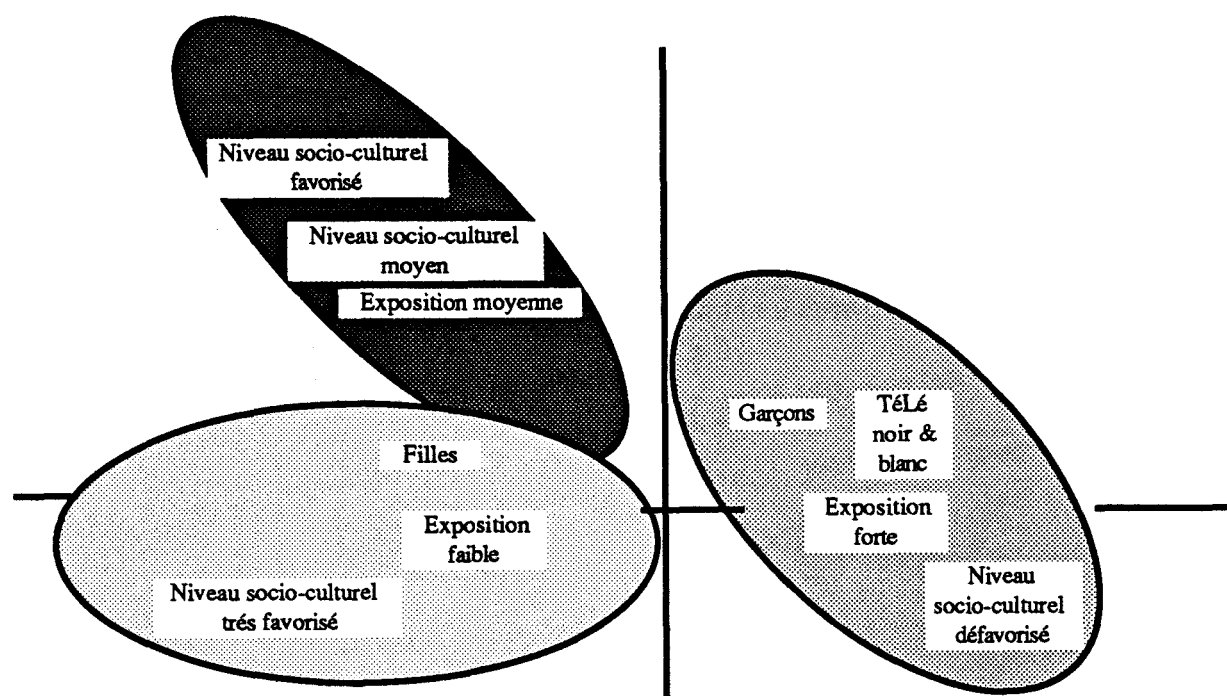 Niveau socio-culturel
favorisé
Niveau socio-culturel
moyen
Exposition moyenne
Filles
Exposition
faible
Niveau socio-culturel
trés favorisé
Garçons
TéLé
noir &
blanc
Exposition
forte
Niveau
socio-culturel
défavorisé